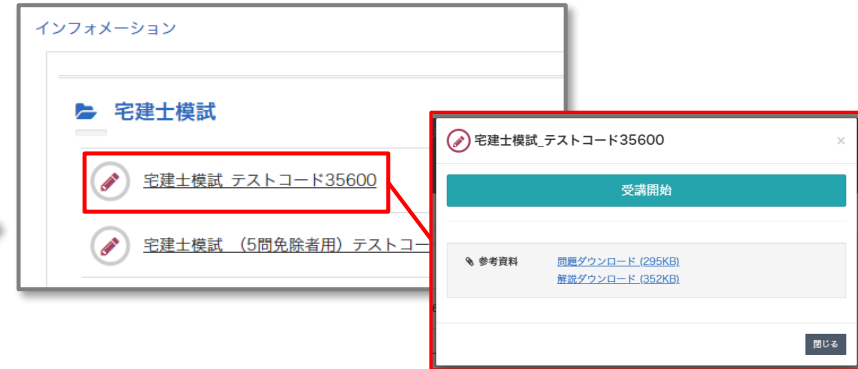 インフォメーション
宅建士模試
宅建士模試_テストコード35600
宅建士模試_（5問免除者用）テストコー
宅建士模試_テストコード35600
×
受講開始
参考資料
問題ダウンロード (295KB)
解説ダウンロード (352KB)
閉じる